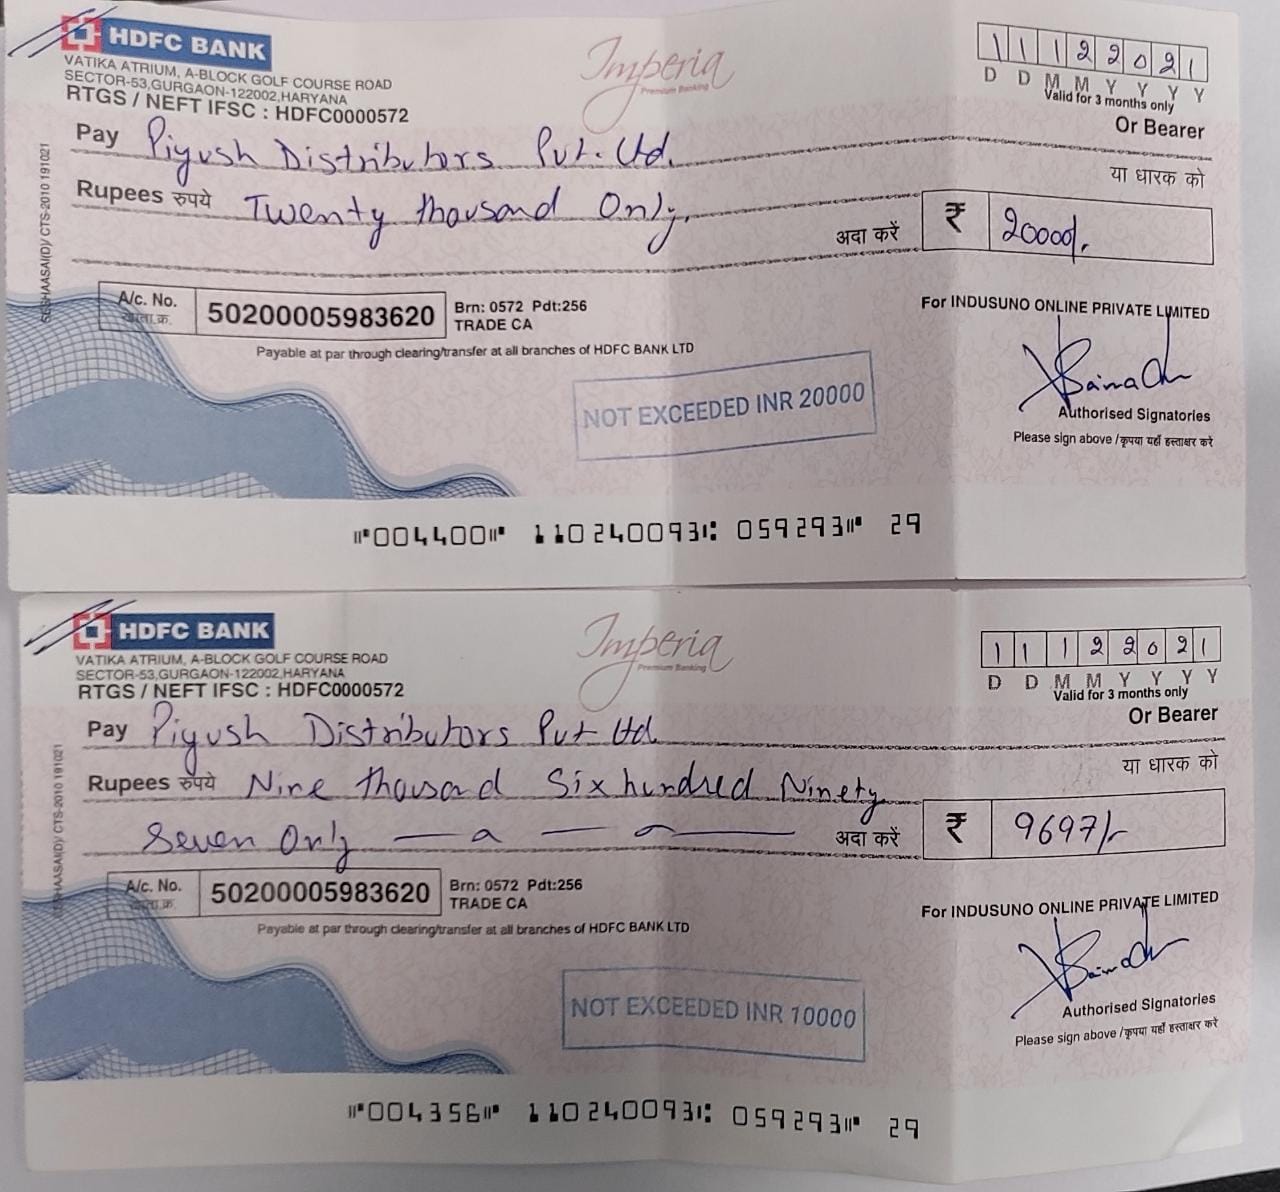 HDFC BANK
VATIKA ATRIUM, A-BLOCK GOLF COURSE ROAD
SECTOR-53,GURGAON-122002,HARYANA
RTGS / NEFT IFSC : HDFC0000572
Imperia
Premium Banking
1 1 1 2 2 0 2 1
D D M M Y Y Y Y
Valid for 3 months only
Or Bearer
Pay Piyush Distributors Pvt. Ltd.
या धारक को
Rupees रुपये Twenty thousand Only.
अदा करें ₹ 20000/.
CTS-2010 191021
A/c. No. 50200005983620 Brn: 0572 Pdt:256
खाता.क्र. TRADE CA
Payable at par through clearing/transfer at all branches of HDFC BANK LTD
For INDUSUNO ONLINE PRIVATE LIMITED
NOT EXCEEDED INR 20000
Authorised Signatories
Please sign above /कृपया यहाँ हस्ताक्षर करें
⑈004400⑈ 110240093⑆ 059293⑈ 29
HDFC BANK
VATIKA ATRIUM, A-BLOCK GOLF COURSE ROAD
SECTOR-53,GURGAON-122002,HARYANA
RTGS / NEFT IFSC : HDFC0000572
Imperia
Premium Banking
1 1 1 2 2 0 2 1
D D M M Y Y Y Y
Valid for 3 months only
Or Bearer
Pay Piyush Distributors Pvt Ltd
या धारक को
Rupees रुपये Nine thousand Six hundred Ninety
Seven Only अदा करें ₹ 9697/-
CTS-2010 191021
A/c. No. 50200005983620 Brn: 0572 Pdt:256
खाता.क्र. TRADE CA
Payable at par through clearing/transfer at all branches of HDFC BANK LTD
For INDUSUNO ONLINE PRIVATE LIMITED
NOT EXCEEDED INR 10000
Authorised Signatories
Please sign above /कृपया यहाँ हस्ताक्षर करें
⑈004356⑈ 110240093⑆ 059293⑈ 29